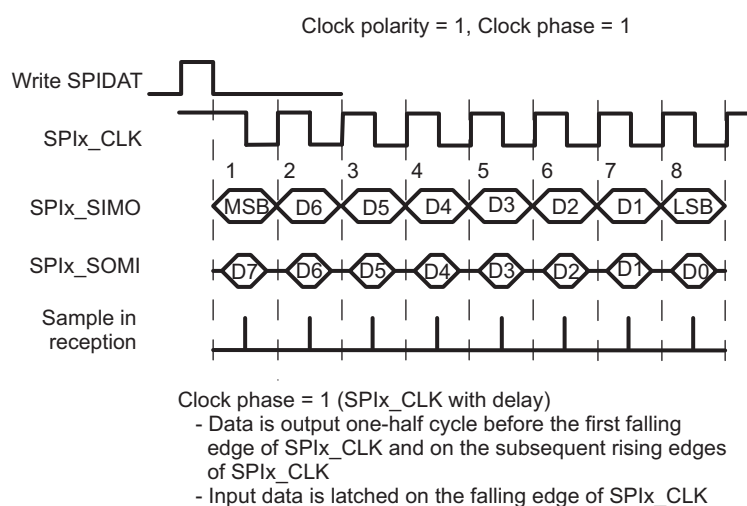 Clock polarity = 1, Clock phase = 1
Write SPIDAT
SPIx_CLK
1 2 3 4 5 6 7 8
SPIx_SIMO
MSB D6 D5 D4 D3 D2 D1 LSB
SPIx_SOMI
D7 D6 D5 D4 D3 D2 D1 D0
Sample in
reception
Clock phase = 1 (SPIx_CLK with delay)
- Data is output one-half cycle before the first falling
edge of SPIx_CLK and on the subsequent rising edges
of SPIx_CLK
- Input data is latched on the falling edge of SPIx_CLK